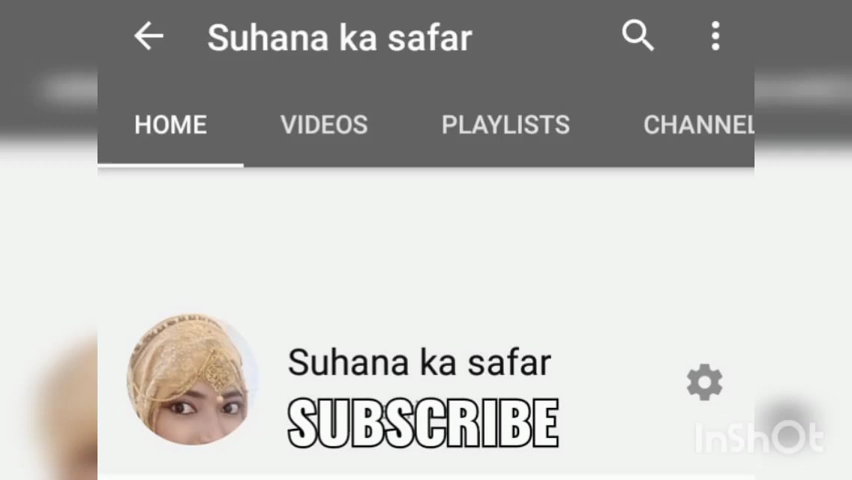 Suhana ka safar
HOME VIDEOS PLAYLISTS CHANNEL
Suhana ka safar
SUBSCRIBE
InShOt